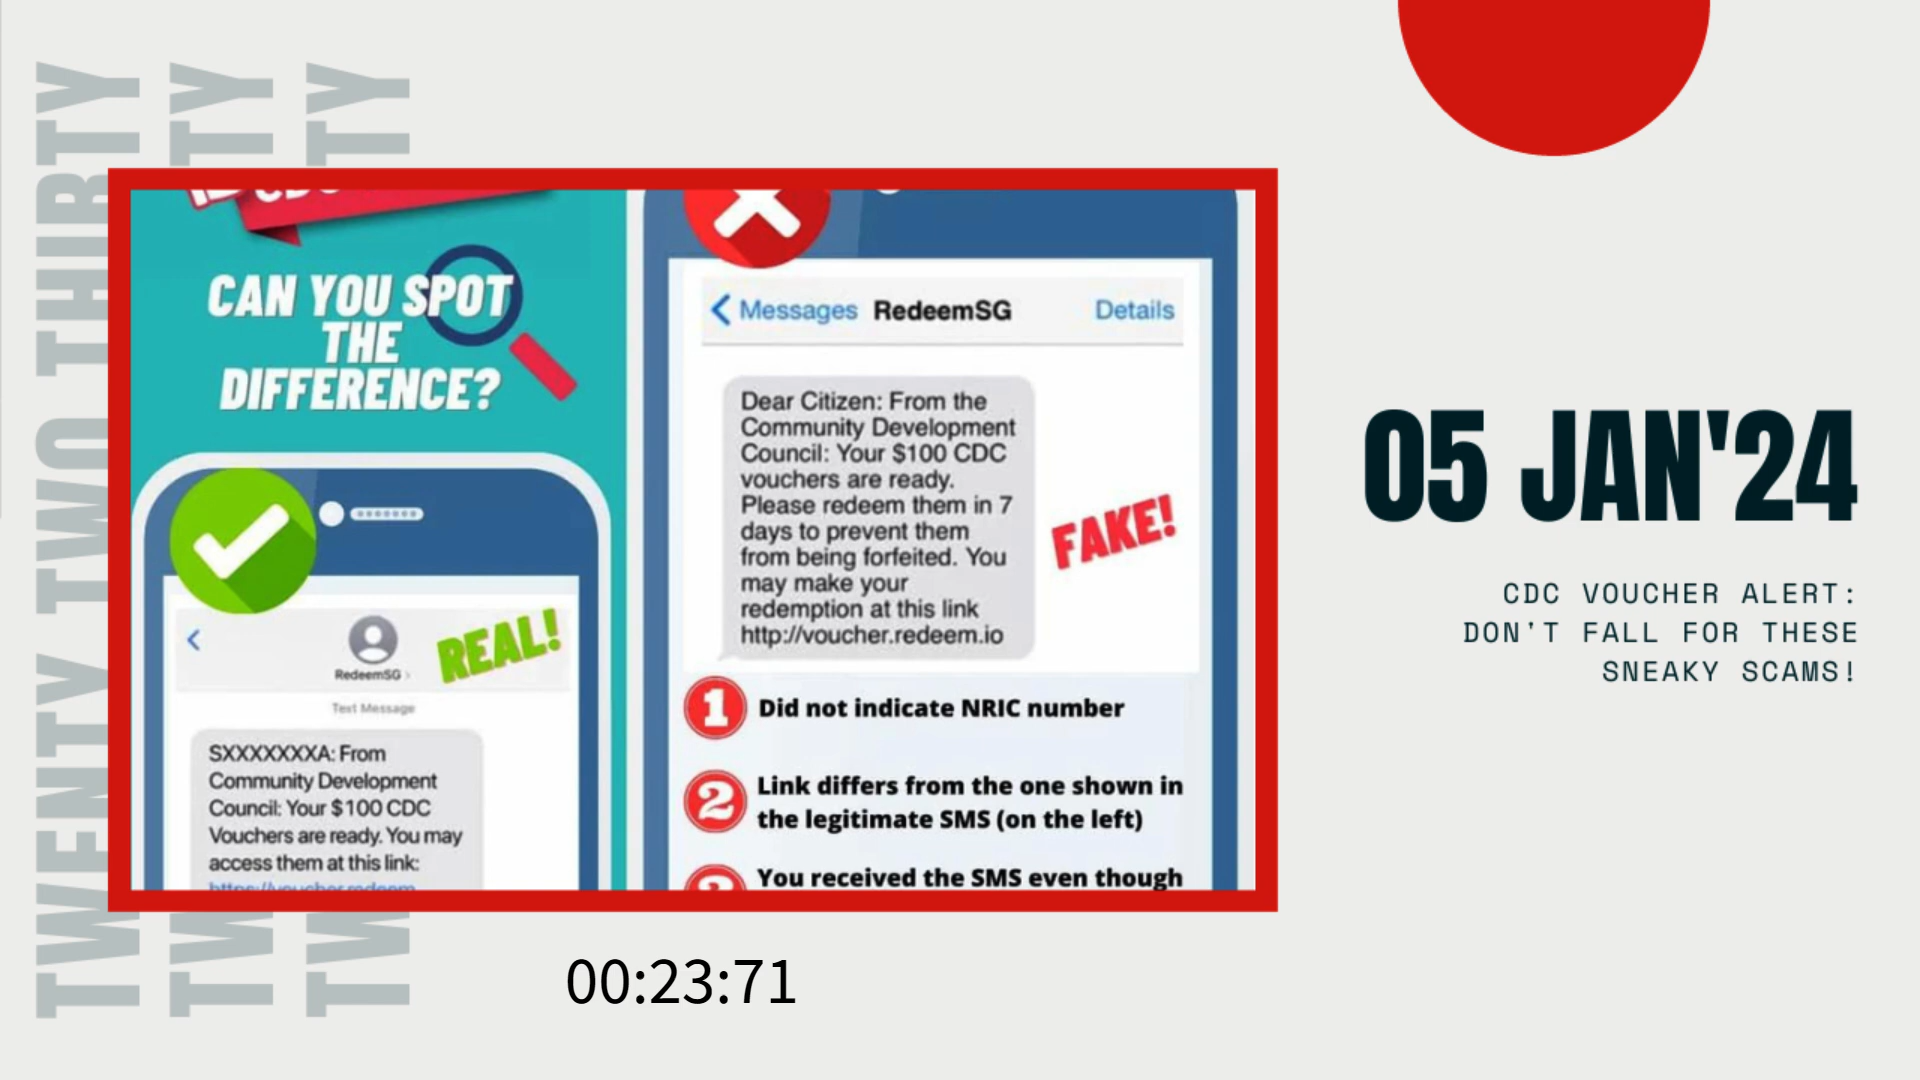 TWENTY TWO THIRTY
CAN YOU SPOT
THE
DIFFERENCE?
REAL!
RedeemSG
Text Message
SXXXXXXXA: From
Community Development
Council: Your $100 CDC
Vouchers are ready. You may
access them at this link:
https://voucher.redeem
Messages RedeemSG Details
Dear Citizen: From the
Community Development
Council: Your $100 CDC
vouchers are ready.
Please redeem them in 7
days to prevent them
from being forfeited. You
may make your
redemption at this link
http://voucher.redeem.io
FAKE!
1 Did not indicate NRIC number
2 Link differs from the one shown in
the legitimate SMS (on the left)
3 You received the SMS even though
00:23:71
05 JAN'24
CDC VOUCHER ALERT:
DON'T FALL FOR THESE
SNEAKY SCAMS!